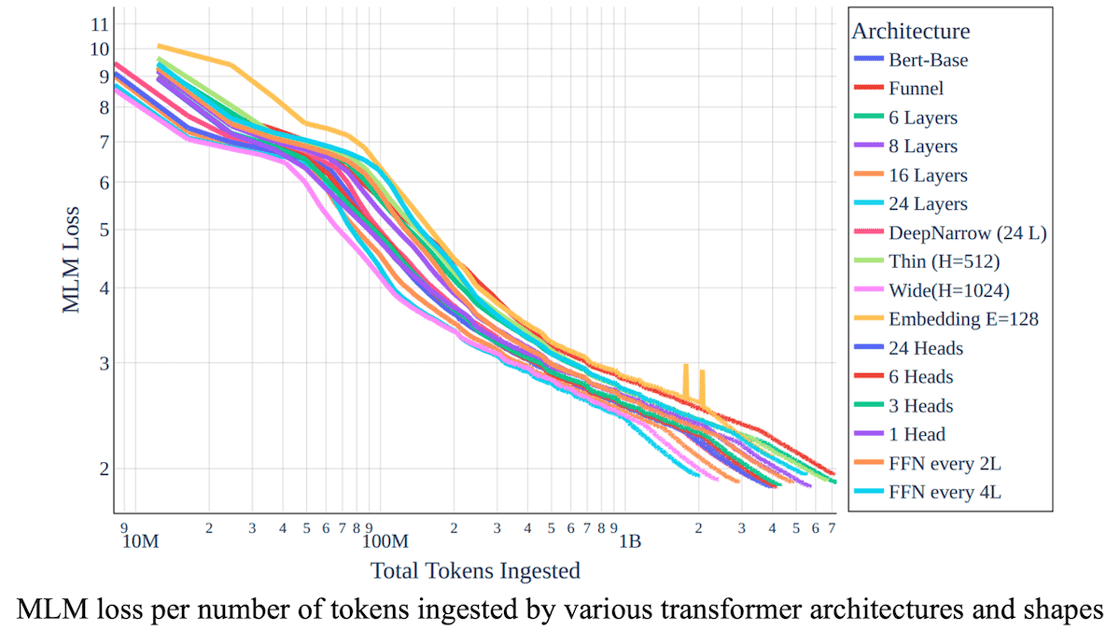 11
10
9
8
7
6
5
4
3
2
MLM Loss
9 2 3 4 5 6 7 8 9 2 3 4 5 6 7 8 9 2 3 4 5 6 7
10M 100M 1B
Total Tokens Ingested
Architecture
Bert-Base
Funnel
6 Layers
8 Layers
16 Layers
24 Layers
DeepNarrow (24 L)
Thin (H=512)
Wide(H=1024)
Embedding E=128
24 Heads
6 Heads
3 Heads
1 Head
FFN every 2L
FFN every 4L
MLM loss per number of tokens ingested by various transformer architectures and shapes